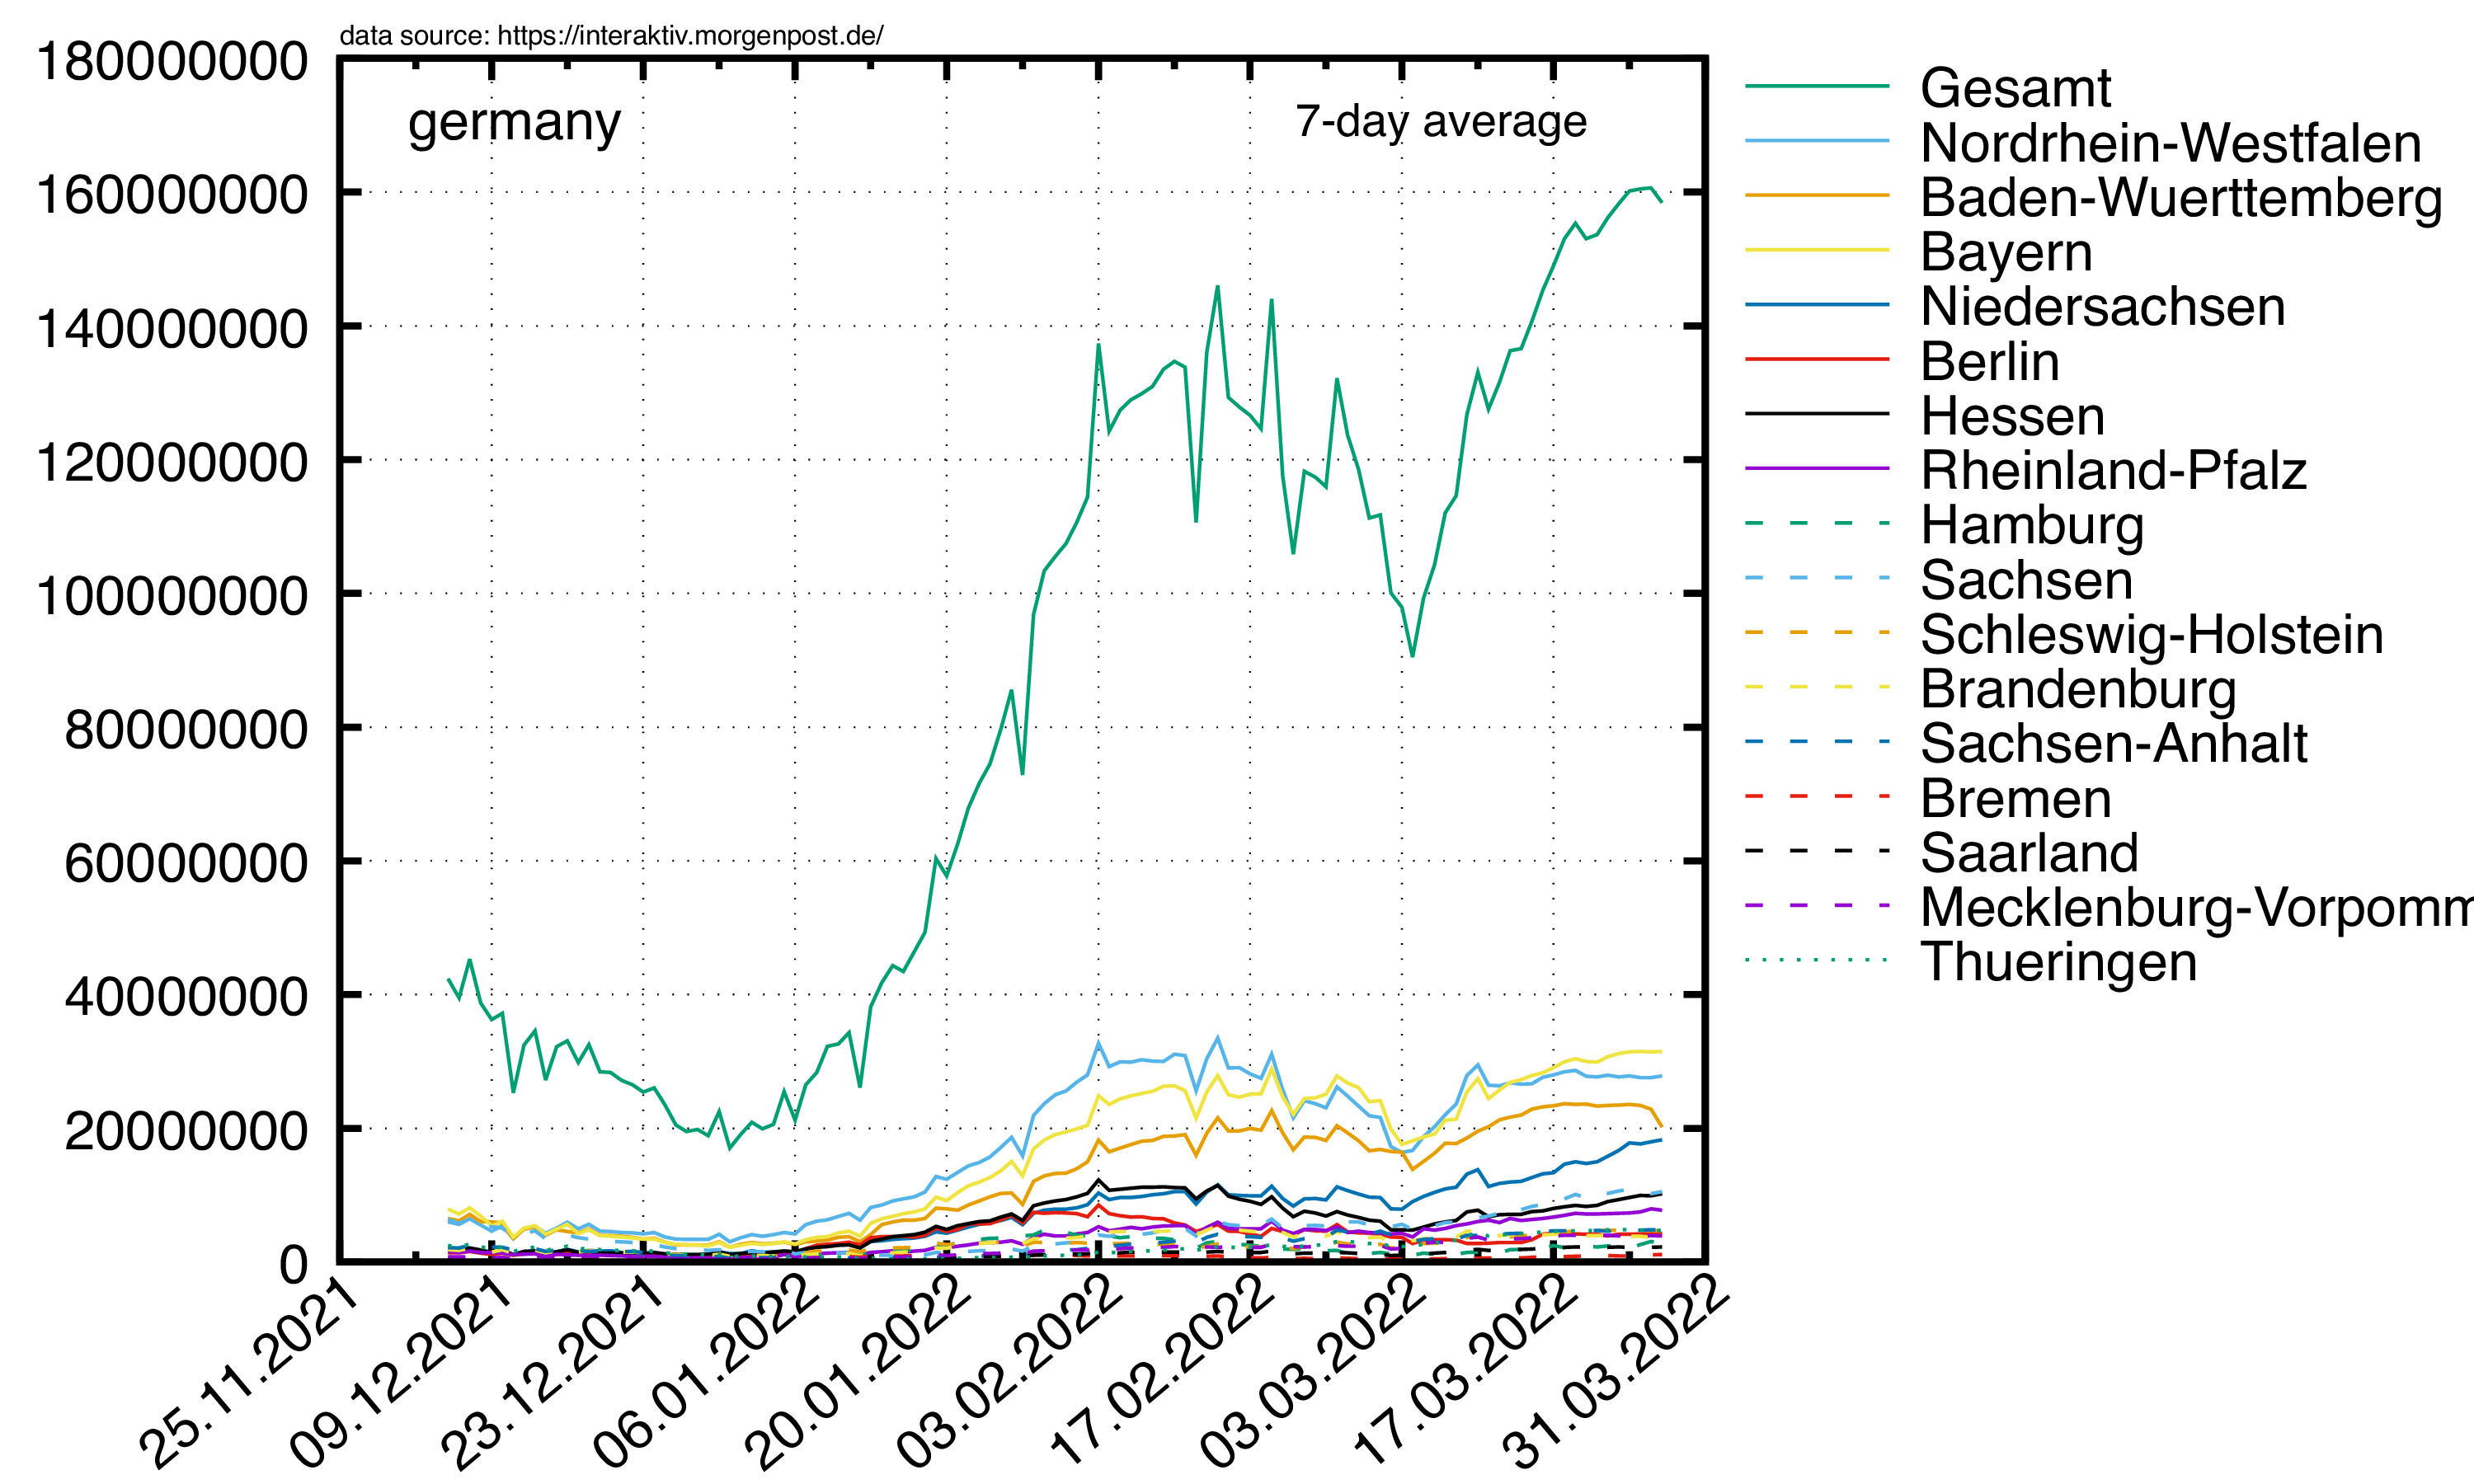 data source: https://interaktiv.morgenpost.de/
germany
7-day average
180000000
160000000
140000000
120000000
100000000
80000000
60000000
40000000
20000000
0
25.11.2021
09.12.2021
23.12.2021
06.01.2022
20.01.2022
03.02.2022
17.02.2022
03.03.2022
17.03.2022
31.03.2022
Gesamt
Nordrhein-Westfalen
Baden-Wuerttemberg
Bayern
Niedersachsen
Berlin
Hessen
Rheinland-Pfalz
Hamburg
Sachsen
Schleswig-Holstein
Brandenburg
Sachsen-Anhalt
Bremen
Saarland
Mecklenburg-Vorpom
Thueringen